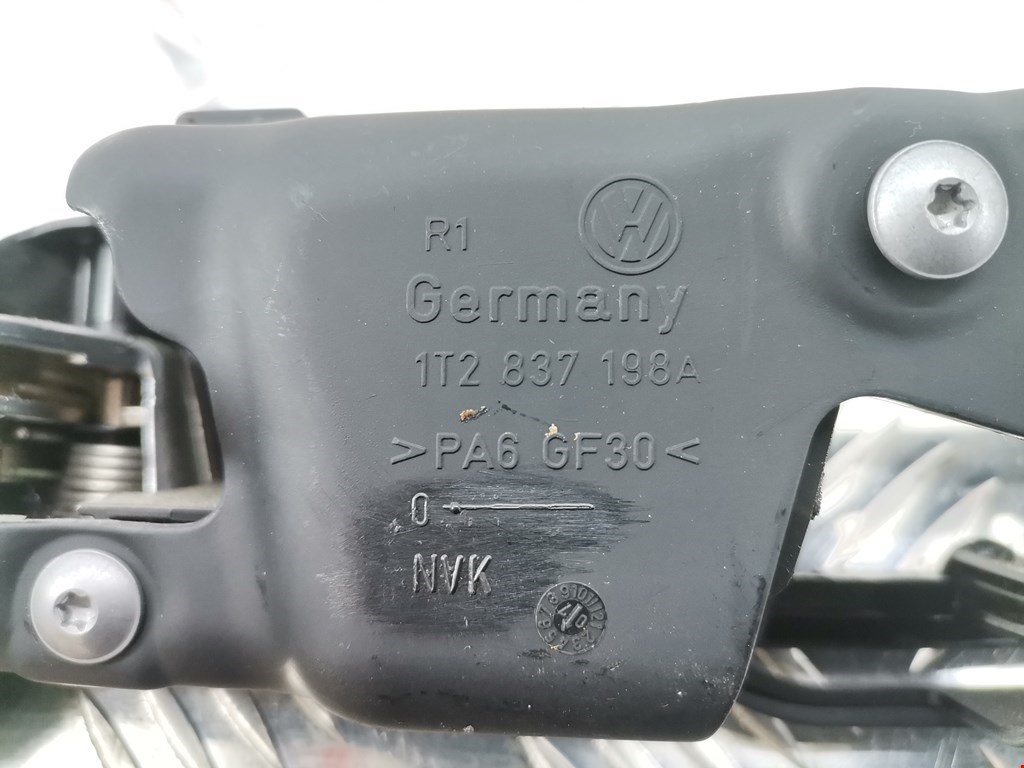 R1
Germany
1T2 837 198A
>PA6 GF30<
0
NVK